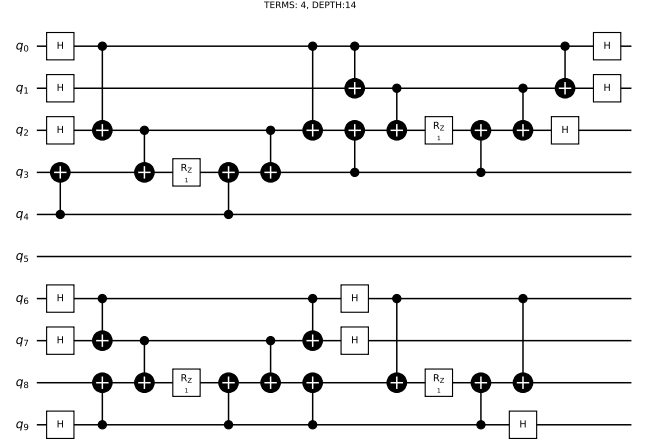 TERMS: 4, DEPTH:14
q0 H H
q1 H H
q2 H RZ 1 H
q3 RZ 1
q4
q5
q6 H H
q7 H H
q8 RZ 1 RZ 1
q9 H H